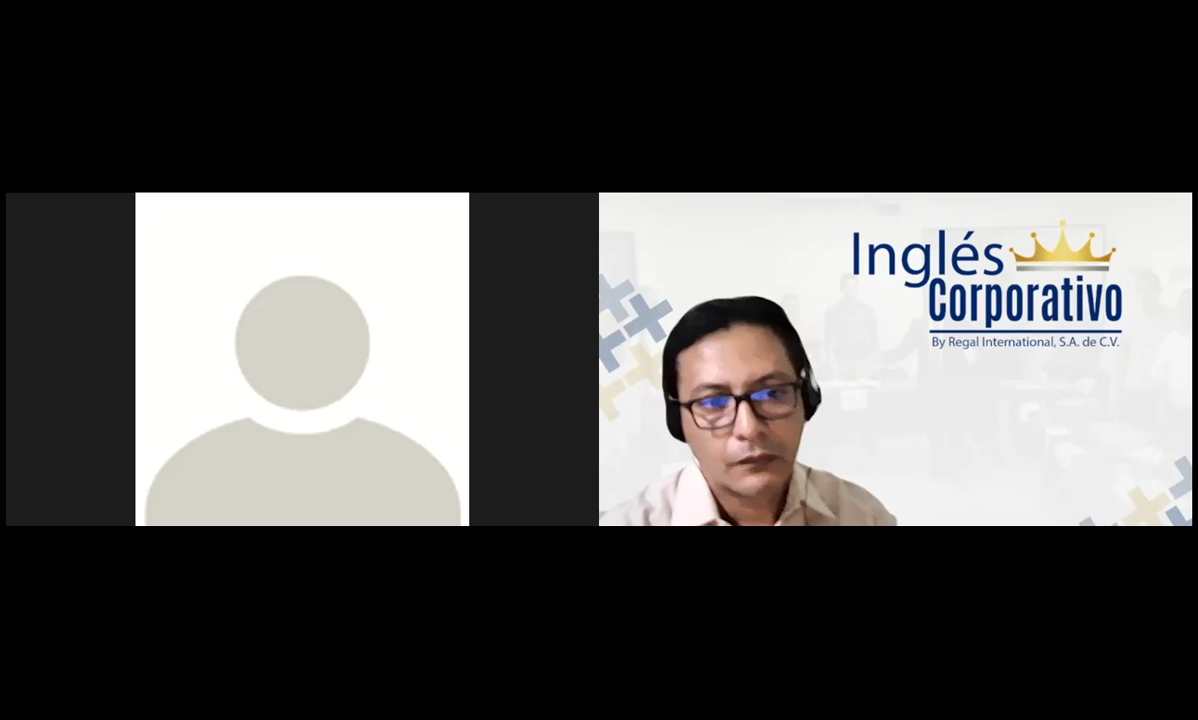 Inglés
Corporativo
By Regal International, S.A. de C.V.